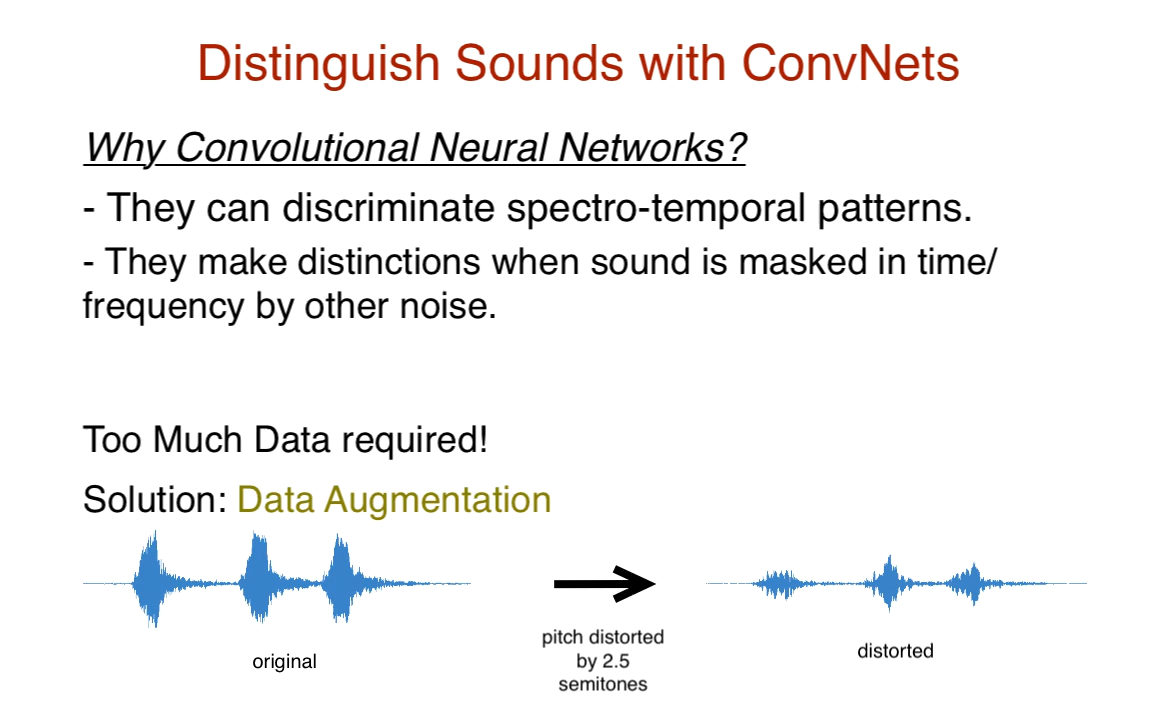 Distinguish Sounds with ConvNets
Why Convolutional Neural Networks?
- They can discriminate spectro-temporal patterns.
- They make distinctions when sound is masked in time/
frequency by other noise.
Too Much Data required!
Solution: Data Augmentation
original
pitch distorted
by 2.5
semitones
distorted